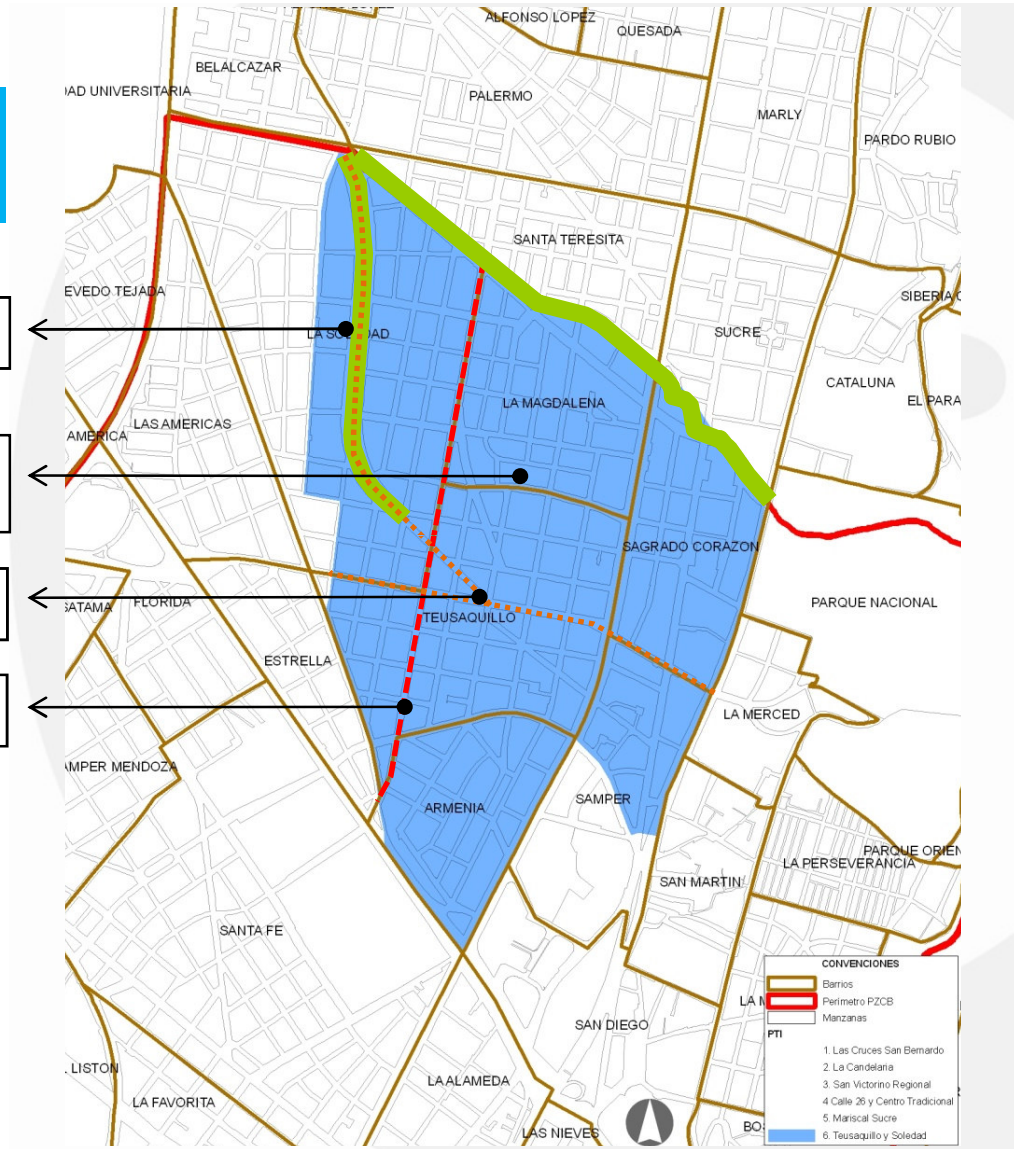 ALFONSO LOPEZ
QUESADA
BELALCAZAR
DAD UNIVERSITARIA
PALERMO
MARLY
PARDO RUBIO
SANTA TERESITA
EVEDO TEJADA
SIBERIA
LA SOLEDAD
SUCRE
CATALUNA
LA MAGDALENA
EL PARA
LAS AMERICAS
AMERICA
SAGRADO CORAZON
SATAMA
FLORIDA
PARQUE NACIONAL
TEUSAQUILLO
ESTRELLA
LA MERCED
AMPER MENDOZA
SAMPER
ARMENIA
PARQUE ORIEN
LA PERSEVERANCIA
SAN MARTIN
SANTA FE
CONVENCIONES
Barrios
LA M
Perimetro PZCB
Manzanas
SAN DIEGO
PTI
1. Las Cruces San Bernardo
LISTON
2. La Candelaria
LA ALAMEDA
3. San Victorino Regional
LA FAVORITA
4 Calle 26 y Centro Tradicional
5. Mariscal Sucre
LAS NIEVES
BO
6. Teusaquillo y Soledad